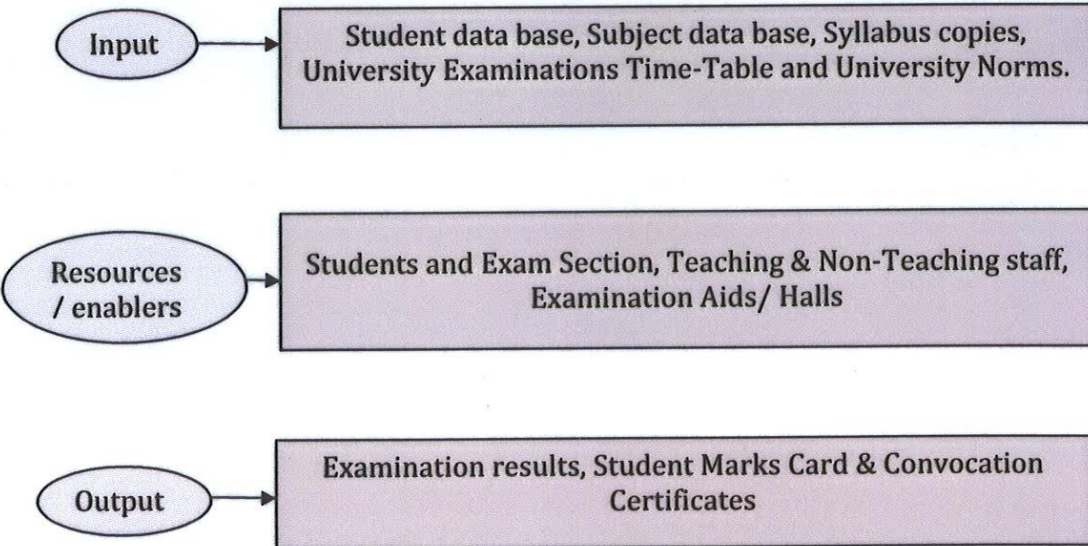 Input
Student data base, Subject data base, Syllabus copies,
University Examinations Time-Table and University Norms.
Resources
/ enablers
Students and Exam Section, Teaching & Non-Teaching staff,
Examination Aids/ Halls
Output
Examination results, Student Marks Card & Convocation
Certificates